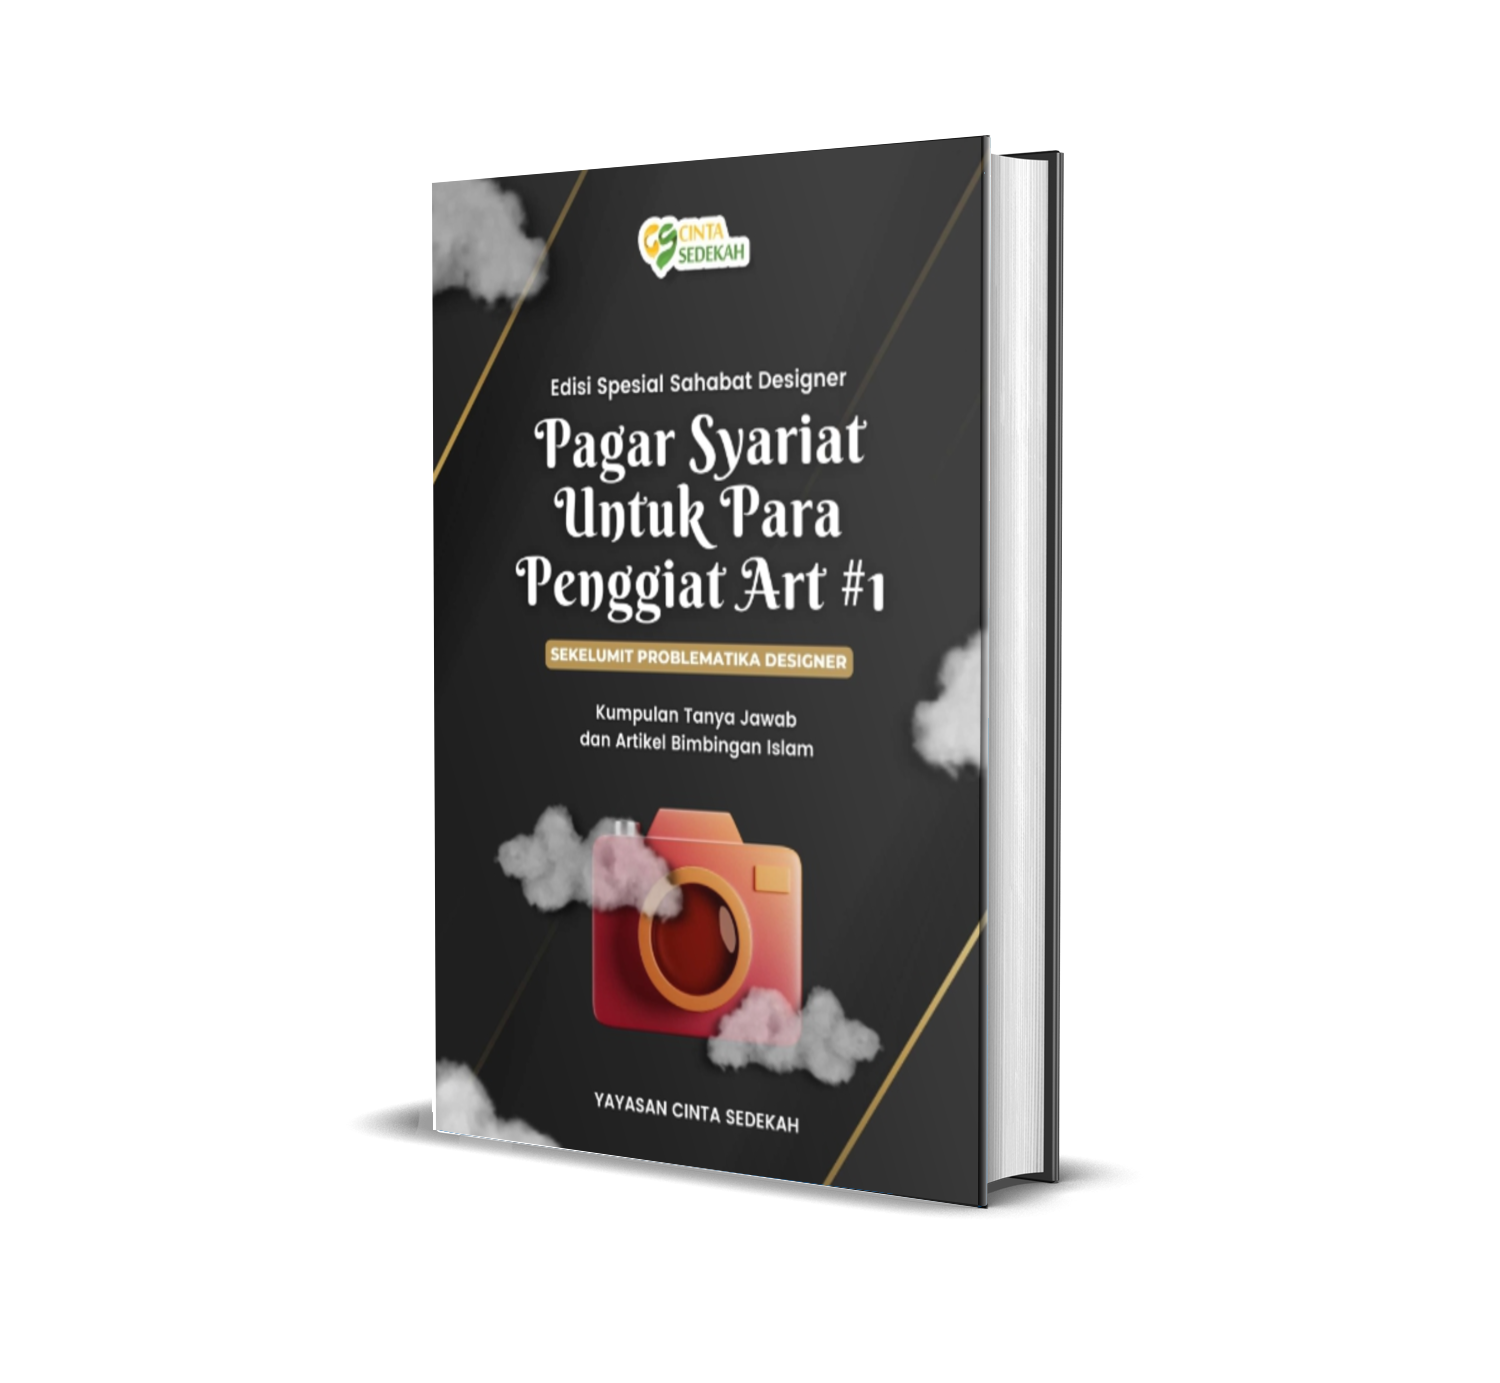 CINTA
SEDEKAH
Edisi Spesial Sahabat Designer
Pagar Syariat
Untuk Para
Penggiat Art #1
SEKELUMIT PROBLEMATIKA DESIGNER
Kumpulan Tanya Jawab
dan Artikel Bimbingan Islam
YAYASAN CINTA SEDEKAH